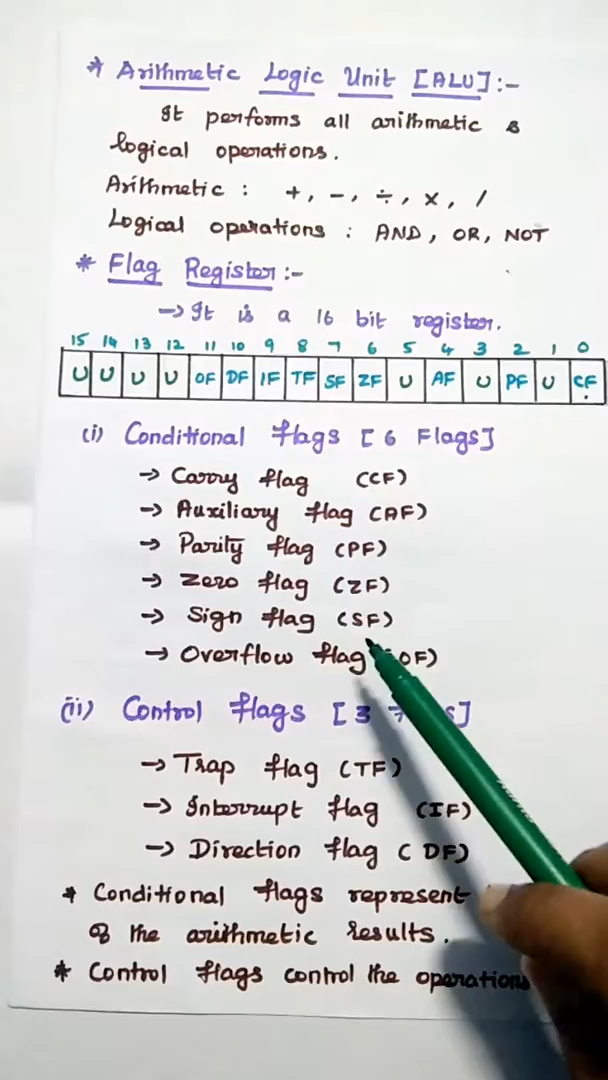 * Arithmetic Logic Unit [ALU]:-
It performs all arithmetic &
logical operations.
Arithmetic : +, -, ÷, ×, /
Logical operations : AND, OR, NOT
* Flag Register:-
→ It is a 16 bit register.
15 14 13 12 11 10 9 8 7 6 5 4 3 2 1 0
U U U U OF DF IF TF SF ZF U AF U PF U CF
(i) Conditional flags [6 Flags]
→ Carry flag (CF)
→ Auxiliary flag (AF)
→ Parity flag (PF)
→ Zero flag (ZF)
→ Sign flag (SF)
→ Overflow flag OF)
(ii) Control flags [3
→ Trap flag (TF)
→ Interrupt flag (IF)
→ Direction flag (DF)
* Conditional flags represent
of the arithmetic results.
* Control flags control the operations